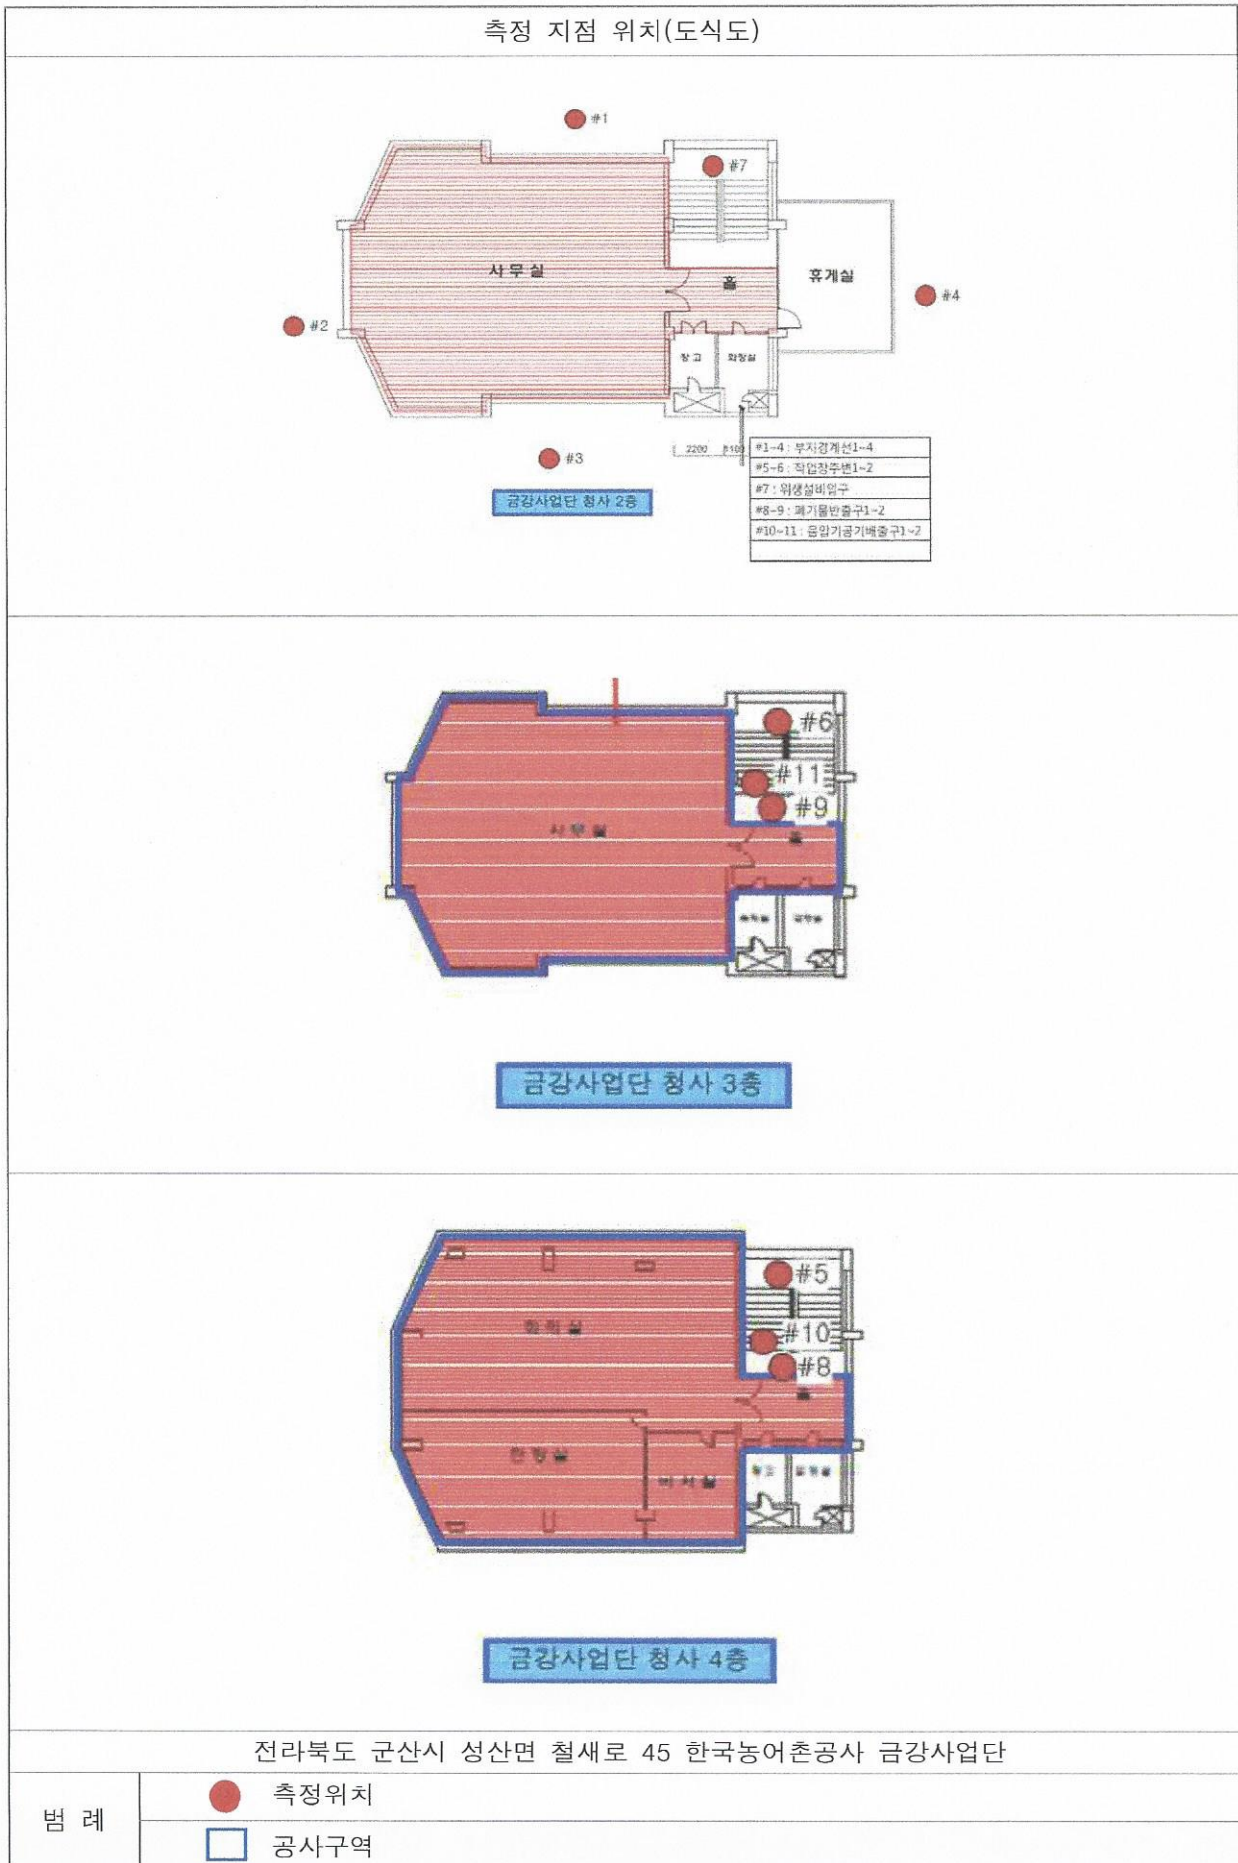 측정 지점 위치(도식도)
#1
#7
사무실
홀
휴게실
#4
#2
창고
화장실
#3
2200
#1~4 : 부지경계선1~4
#5~6 : 작업장주변1~2
#7 : 위생설비입구
#8~9 : 폐기물반출구1~2
#10~11 : 음압기공기배출구1~2
금강사업단 청사 2층
#6
#11
#9
사무실
홀
금강사업단 청사 3층
#5
#10
#8
홀
금강사업단 청사 4층
전라북도 군산시 성산면 철새로 45 한국농어촌공사 금강사업단
범 례
측정위치
공사구역